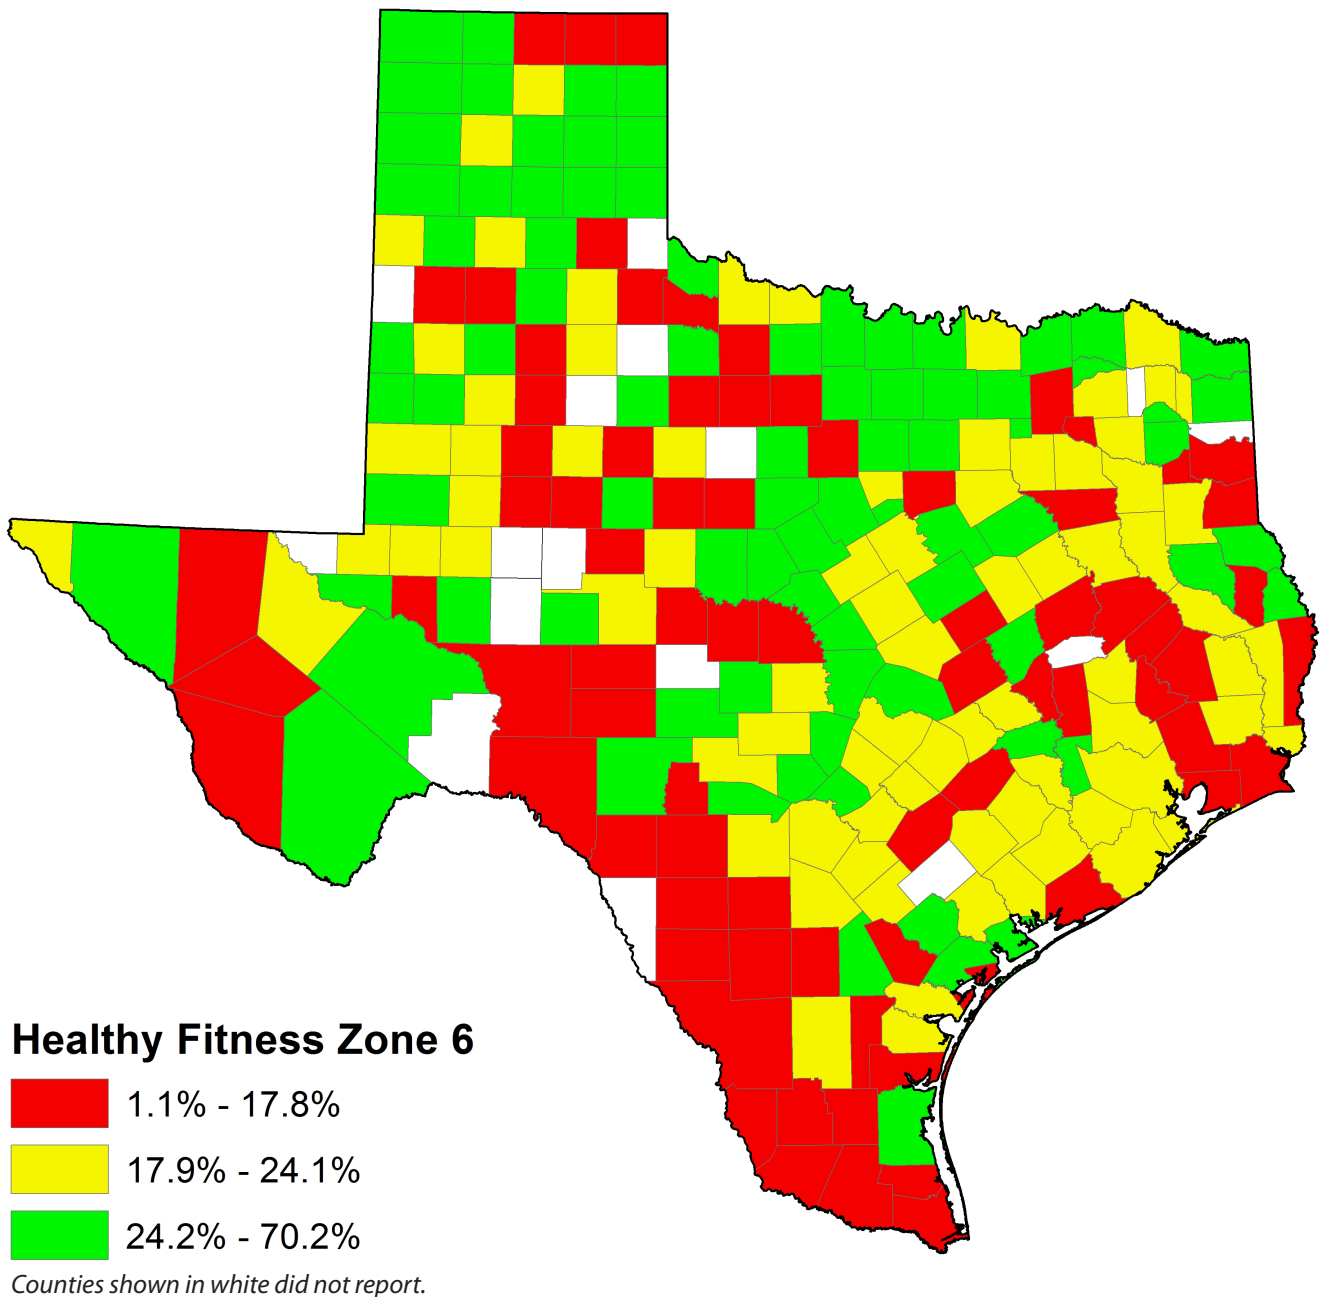 Healthy Fitness Zone 6
1.1% - 17.8%
17.9% - 24.1%
24.2% - 70.2%
Counties shown in white did not report.